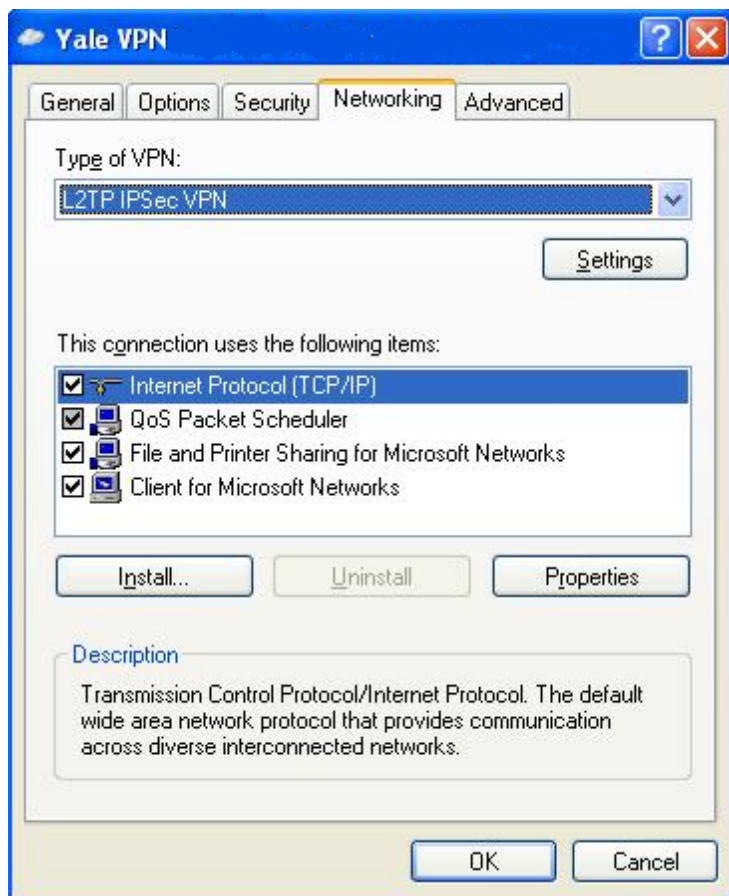 Yale VPN
General Options Security Networking Advanced
Type of VPN:
L2TP IPSec VPN
Settings
This connection uses the following items:
Internet Protocol (TCP/IP)
QoS Packet Scheduler
File and Printer Sharing for Microsoft Networks
Client for Microsoft Networks
Install... Uninstall Properties
Description
Transmission Control Protocol/Internet Protocol. The default
wide area network protocol that provides communication
across diverse interconnected networks.
OK Cancel